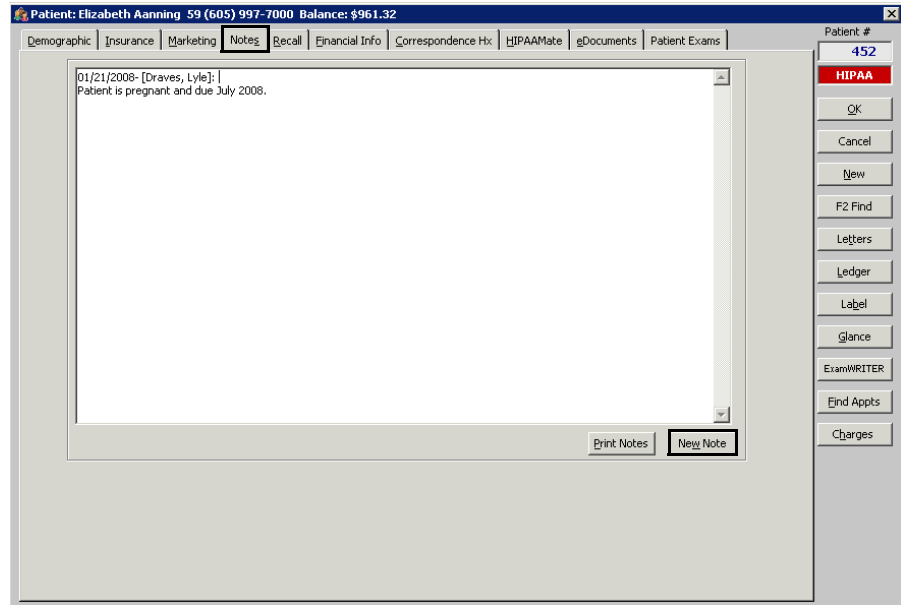 Patient: Elizabeth Aanning 59 (605) 997-7000 Balance: $961.32
Demographic Insurance Marketing Notes Recall Financial Info Correspondence Hx HIPAAMate eDocuments Patient Exams
Patient #
452
HIPAA
01/21/2008- [Draves, Lyle]:
Patient is pregnant and due July 2008.
OK
Cancel
New
F2 Find
Letters
Ledger
Label
Glance
ExamWRITER
Find Appts
Charges
Print Notes New Note